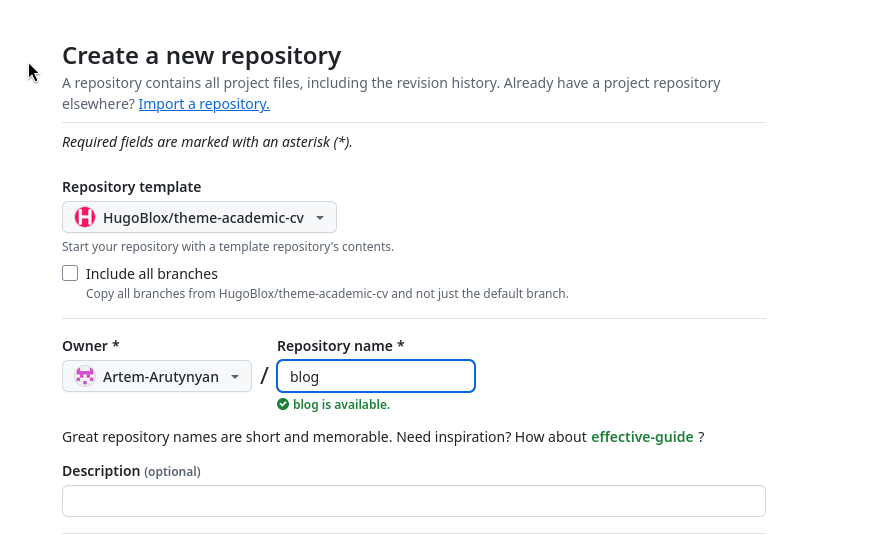 Create a new repository
A repository contains all project files, including the revision history. Already have a project repository
elsewhere? Import a repository.
Required fields are marked with an asterisk (*).
Repository template
HugoBlox/theme-academic-cv
Start your repository with a template repository's contents.
Include all branches
Copy all branches from HugoBlox/theme-academic-cv and not just the default branch.
Owner * Repository name *
Artem-Arutynyan / blog
blog is available.
Great repository names are short and memorable. Need inspiration? How about effective-guide ?
Description (optional)